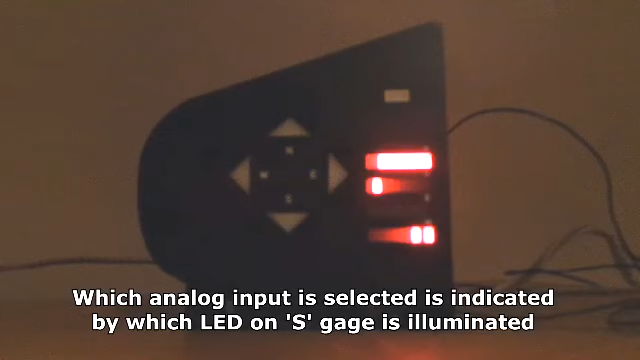 N
W E
S
Which analog input is selected is indicated
by which LED on 'S' gage is illuminated